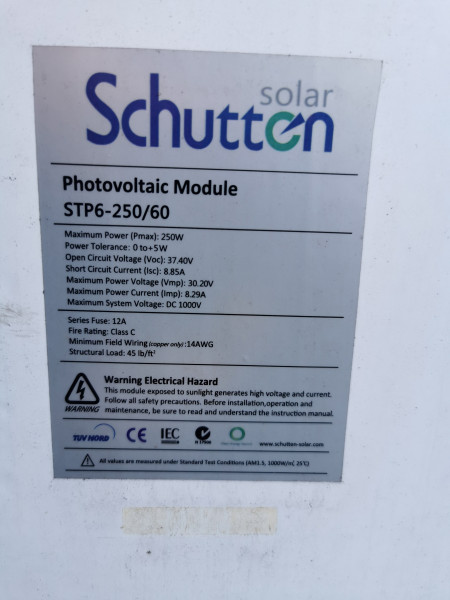 solar
Schutten
Photovoltaic Module
STP6-250/60
Maximum Power (Pmax): 250W
Power Tolerance: 0 to+5W
Open Circuit Voltage (Voc): 37.40V
Short Circuit Current (Isc): 8.85A
Maximum Power Voltage (Vmp): 30.20V
Maximum Power Current (Imp): 8.29A
Maximum System Voltage: DC 1000V
Series Fuse: 12A
Fire Rating: Class C
Minimum Field Wiring (copper only) :14AWG
Structural Load: 45 lb/ft²
Warning Electrical Hazard
This module exposed to sunlight generates high voltage and current.
Follow all safety precautions. Before installation,operation and
WARNING maintenance, be sure to read and understand the instruction manual.
TUV NORD CE IEC www.schutten-solar.com
All values are measured under Standard Test Conditions (AM1.5, 1000W/㎡, 25℃)